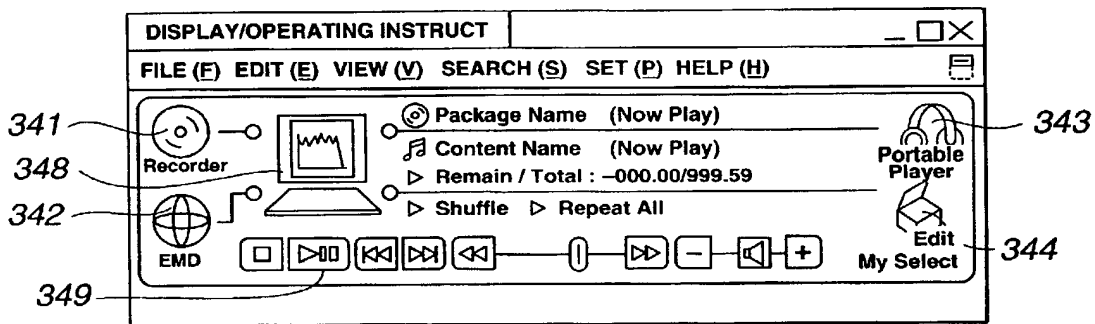 DISPLAY/OPERATING INSTRUCT
FILE (F) EDIT (E) VIEW (V) SEARCH (S) SET (P) HELP (H)
341
Recorder
348
342
EMD
349
Package Name (Now Play)
Content Name (Now Play)
Remain / Total : –000.00/999.59
Shuffle Repeat All
343
Portable
Player
Edit
My Select
344